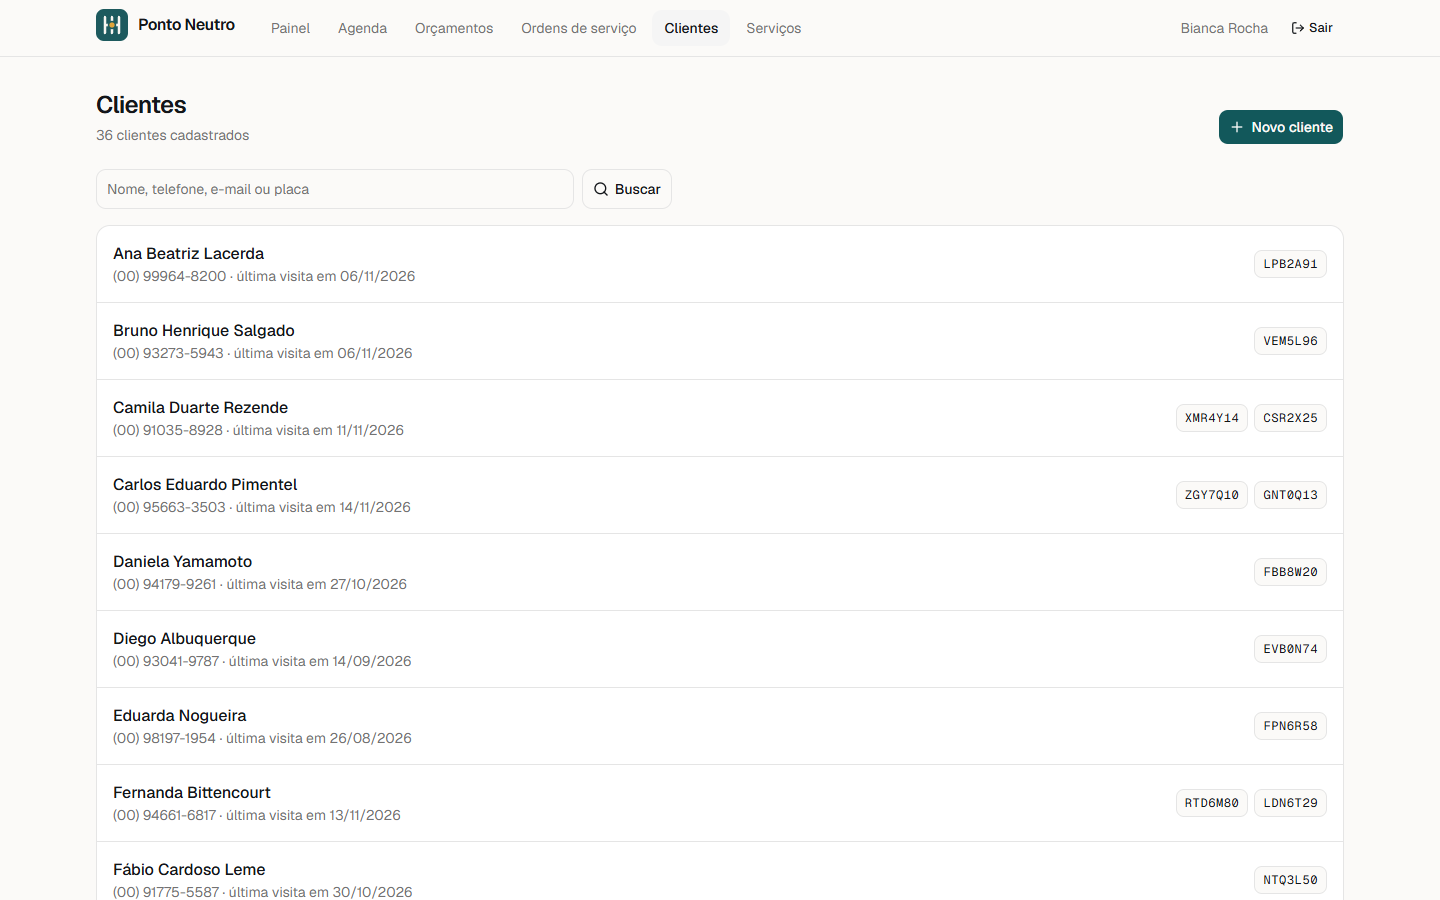 Ponto Neutro Painel Agenda Orçamentos Ordens de serviço Clientes Serviços Bianca Rocha Sair
Clientes
36 clientes cadastrados
Novo cliente
Nome, telefone, e-mail ou placa Buscar
Ana Beatriz Lacerda
(00) 99964-8200 · última visita em 06/11/2026
LPB2A91
Bruno Henrique Salgado
(00) 93273-5943 · última visita em 06/11/2026
VEM5L96
Camila Duarte Rezende
(00) 91035-8928 · última visita em 11/11/2026
XMR4Y14 CSR2X25
Carlos Eduardo Pimentel
(00) 95663-3503 · última visita em 14/11/2026
ZGY7Q10 GNT0Q13
Daniela Yamamoto
(00) 94179-9261 · última visita em 27/10/2026
FBB8W20
Diego Albuquerque
(00) 93041-9787 · última visita em 14/09/2026
EVB0N74
Eduarda Nogueira
(00) 98197-1954 · última visita em 26/08/2026
FPN6R58
Fernanda Bittencourt
(00) 94661-6817 · última visita em 13/11/2026
RTD6M80 LDN6T29
Fábio Cardoso Leme
(00) 91775-5587 · última visita em 30/10/2026
NTQ3L50